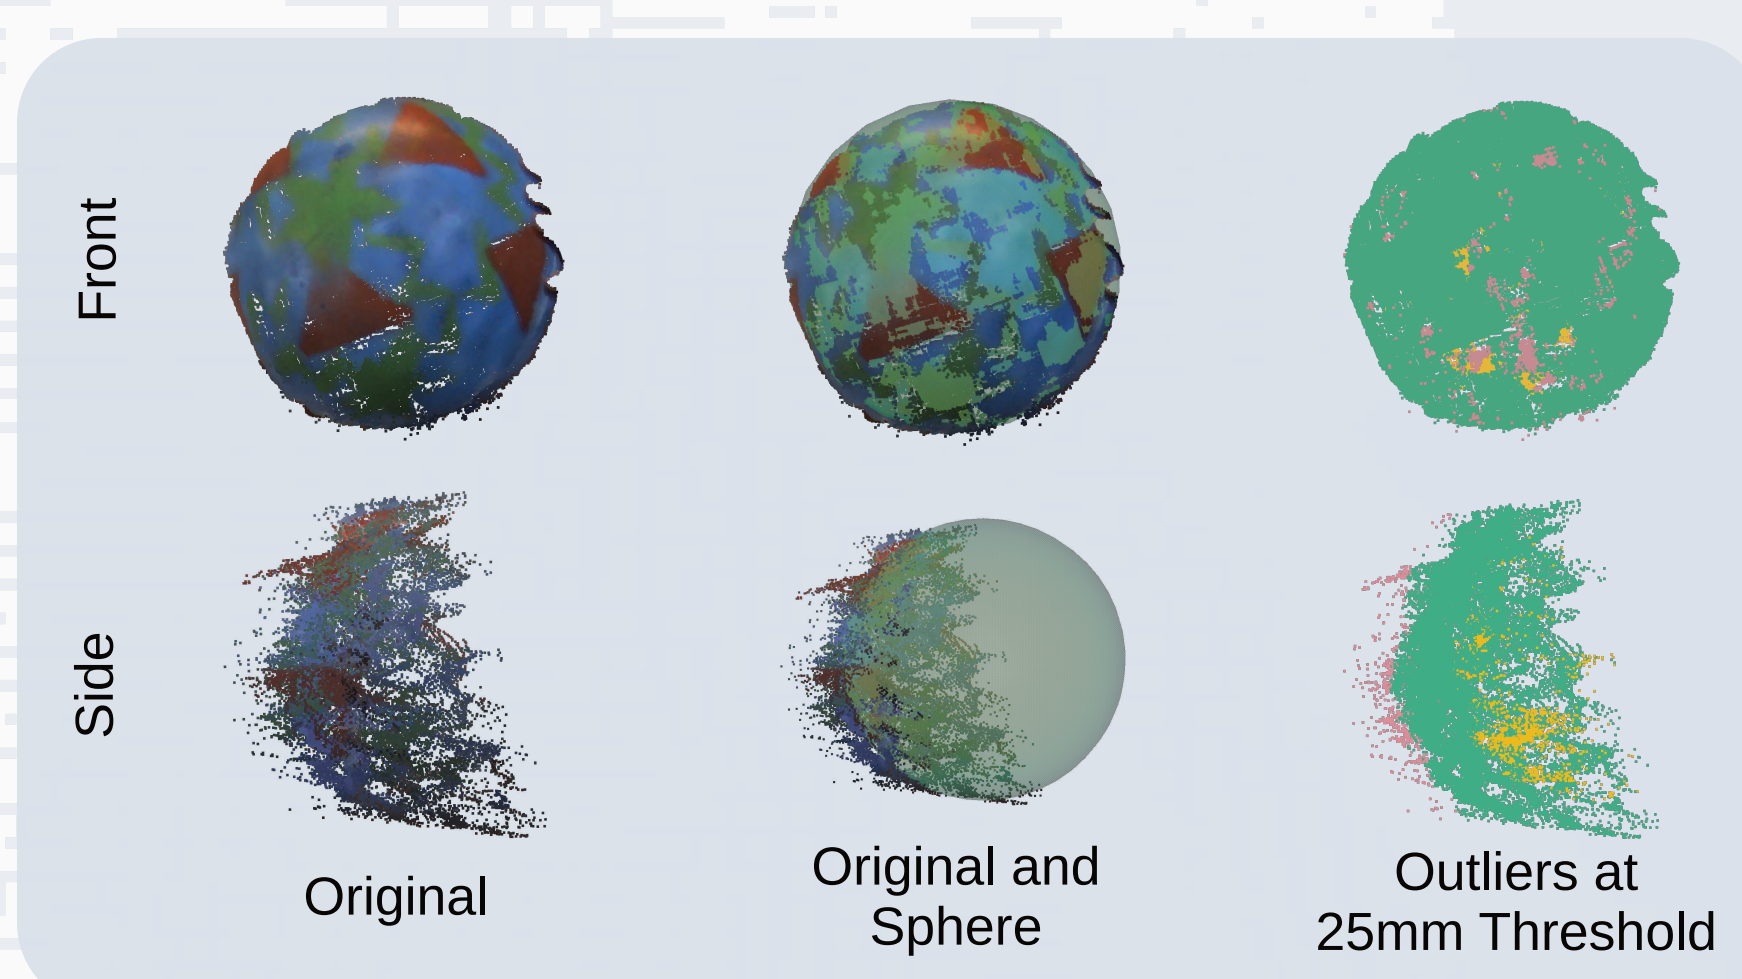 Front
Side
Original
Original and
Sphere
Outliers at
25mm Threshold